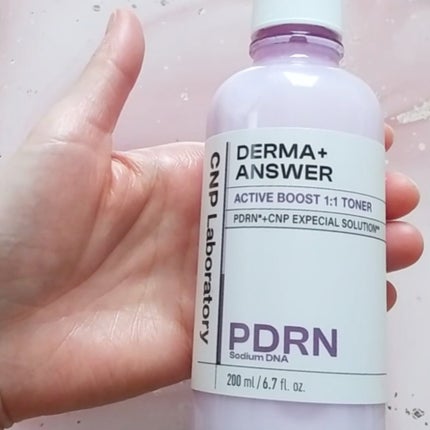 CNP Laboratory
DERMA+
ANSWER
ACTIVE BOOST 1:1 TONER
PDRN*+CNP EXPECIAL SOLUTION**
PDRN
Sodium DNA
200 ml / 6.7 fl. oz.